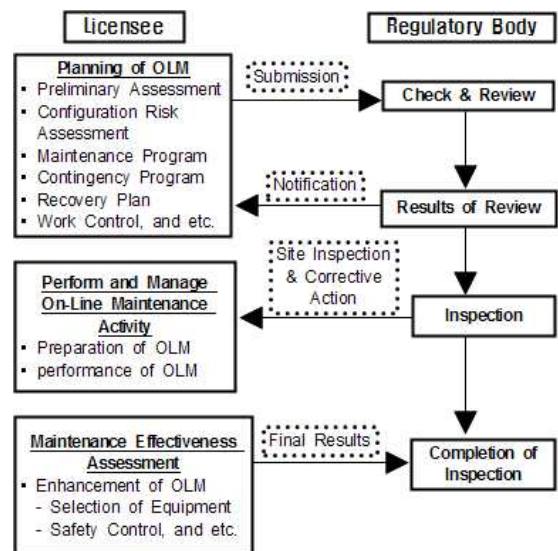 Licensee
Regulatory Body
Planning of OLM
▪ Preliminary Assessment
▪ Configuration Risk
Assessment
▪ Maintenance Program
▪ Contingency Program
▪ Recovery Plan
▪ Work Control, and etc.
Submission
Check & Review
Notification
Results of Review
Perform and Manage
On-Line Maintenance
Activity
▪ Preparation of OLM
▪ performance of OLM
Site Inspection
& Corrective
Action
Inspection
Maintenance Effectiveness
Assessment
▪ Enhancement of OLM
- Selection of Equipment
- Safety Control, and etc.
Final Results
Completion of
Inspection